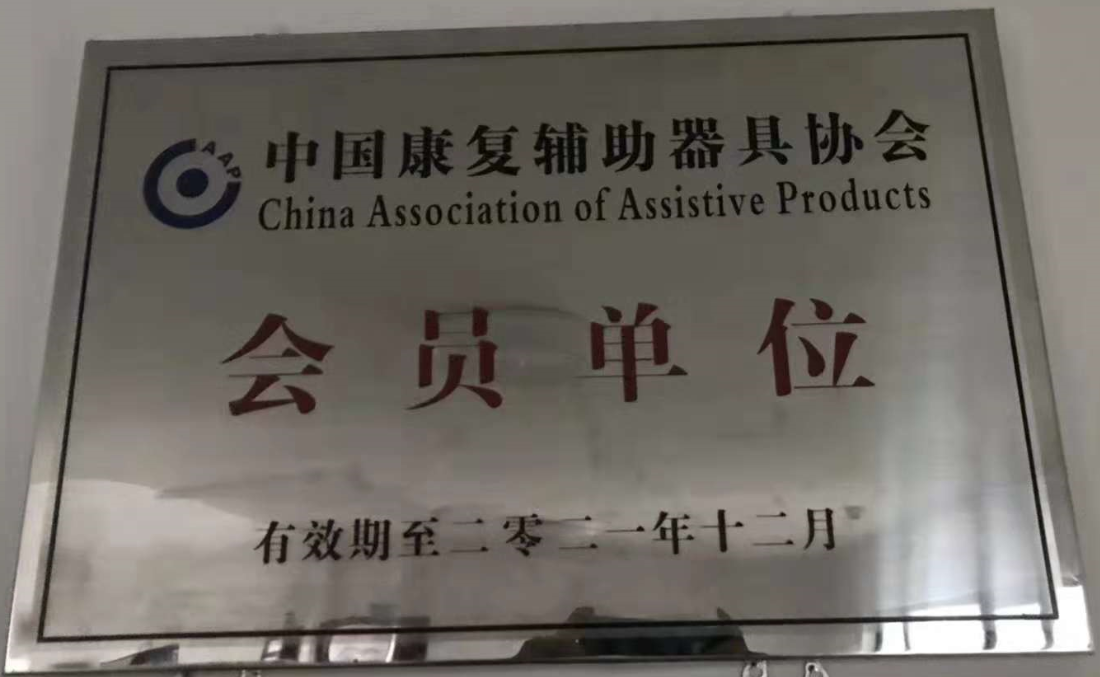 CAAP
中国康复辅助器具协会
China Association of Assistive Products
会员单位
有效期至二零二一年十二月